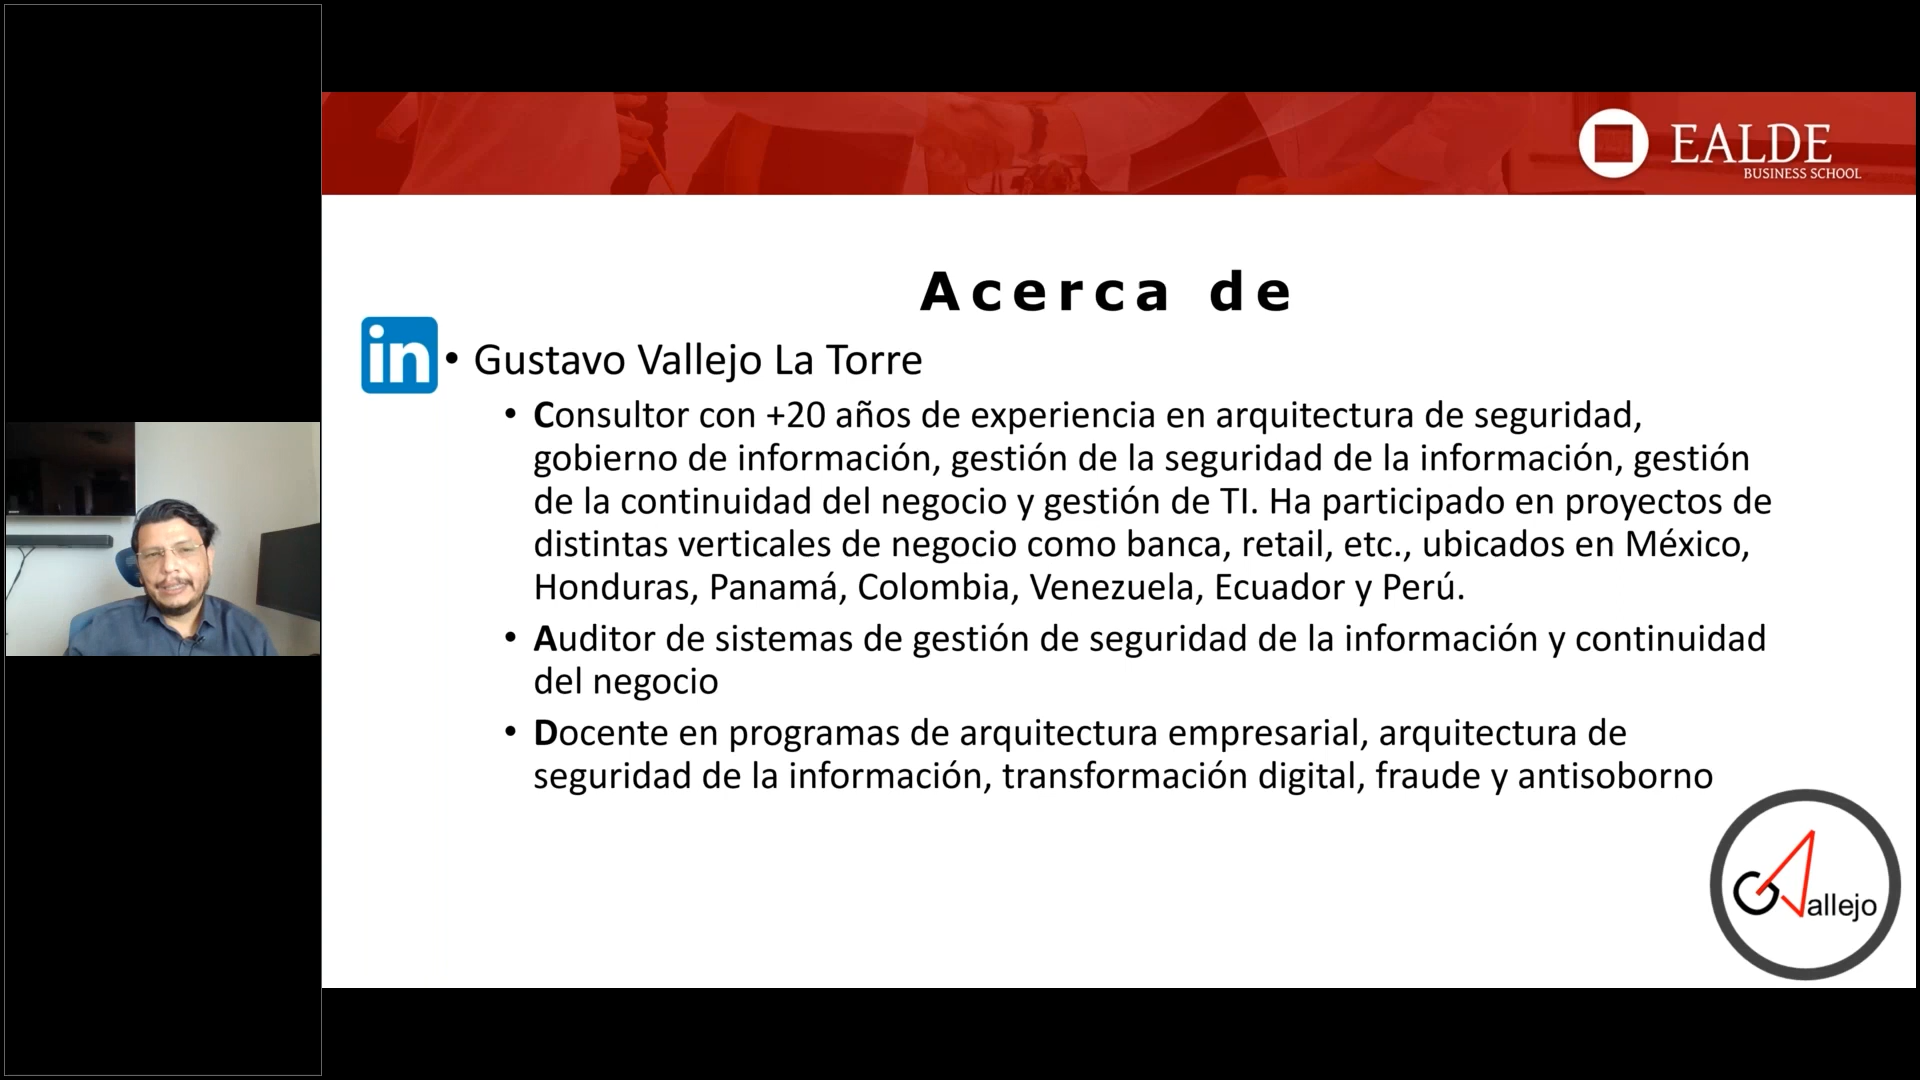 EALDE
BUSINESS SCHOOL
Acerca de
in
• Gustavo Vallejo La Torre
• Consultor con +20 años de experiencia en arquitectura de seguridad,
gobierno de información, gestión de la seguridad de la información, gestión
de la continuidad del negocio y gestión de TI. Ha participado en proyectos de
distintas verticales de negocio como banca, retail, etc., ubicados en México,
Honduras, Panamá, Colombia, Venezuela, Ecuador y Perú.
• Auditor de sistemas de gestión de seguridad de la información y continuidad
del negocio
• Docente en programas de arquitectura empresarial, arquitectura de
seguridad de la información, transformación digital, fraude y antisoborno
GVallejo